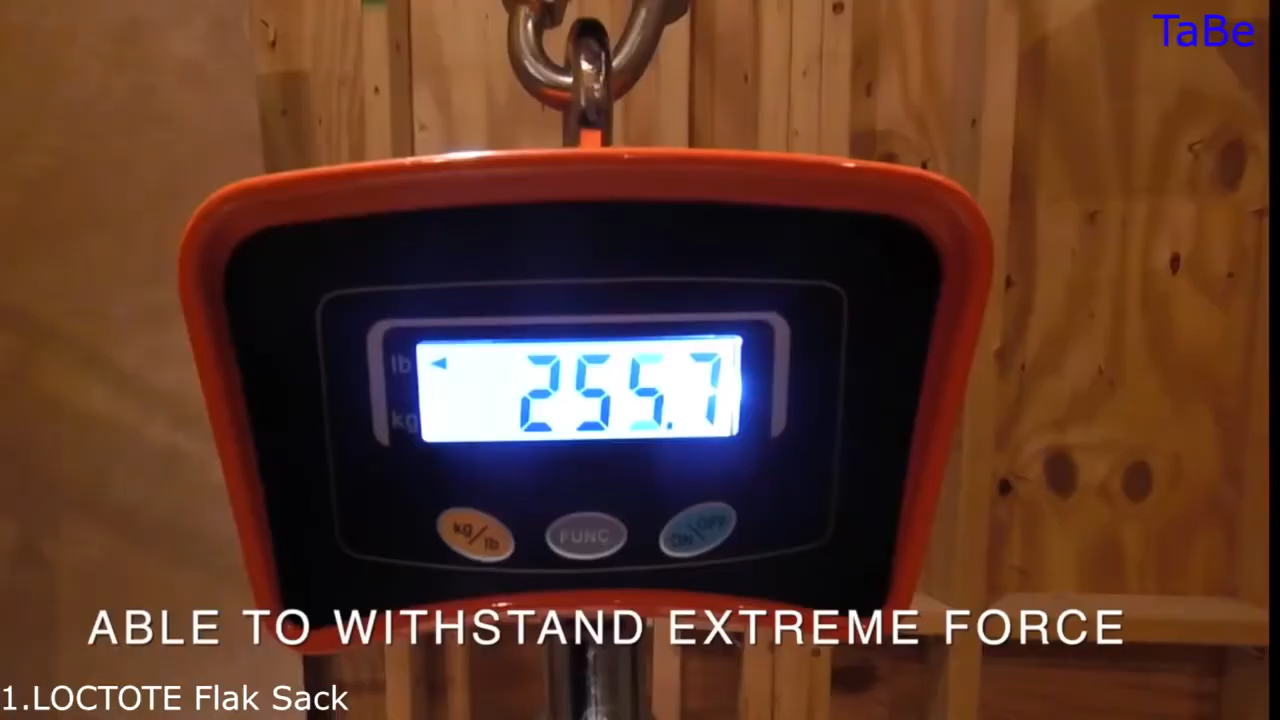 TaBe
lb
255.7
kg
kg/lb
FUNC
ON/OFF
ABLE TO WITHSTAND EXTREME FORCE
1.LOCTOTE Flak Sack